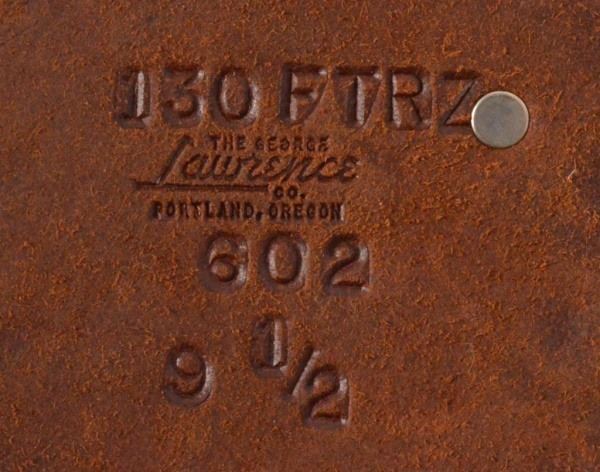 130 FTRZ
THE GEORGE
Lawrence
CO.
PORTLAND, OREGON
602
9 1/2